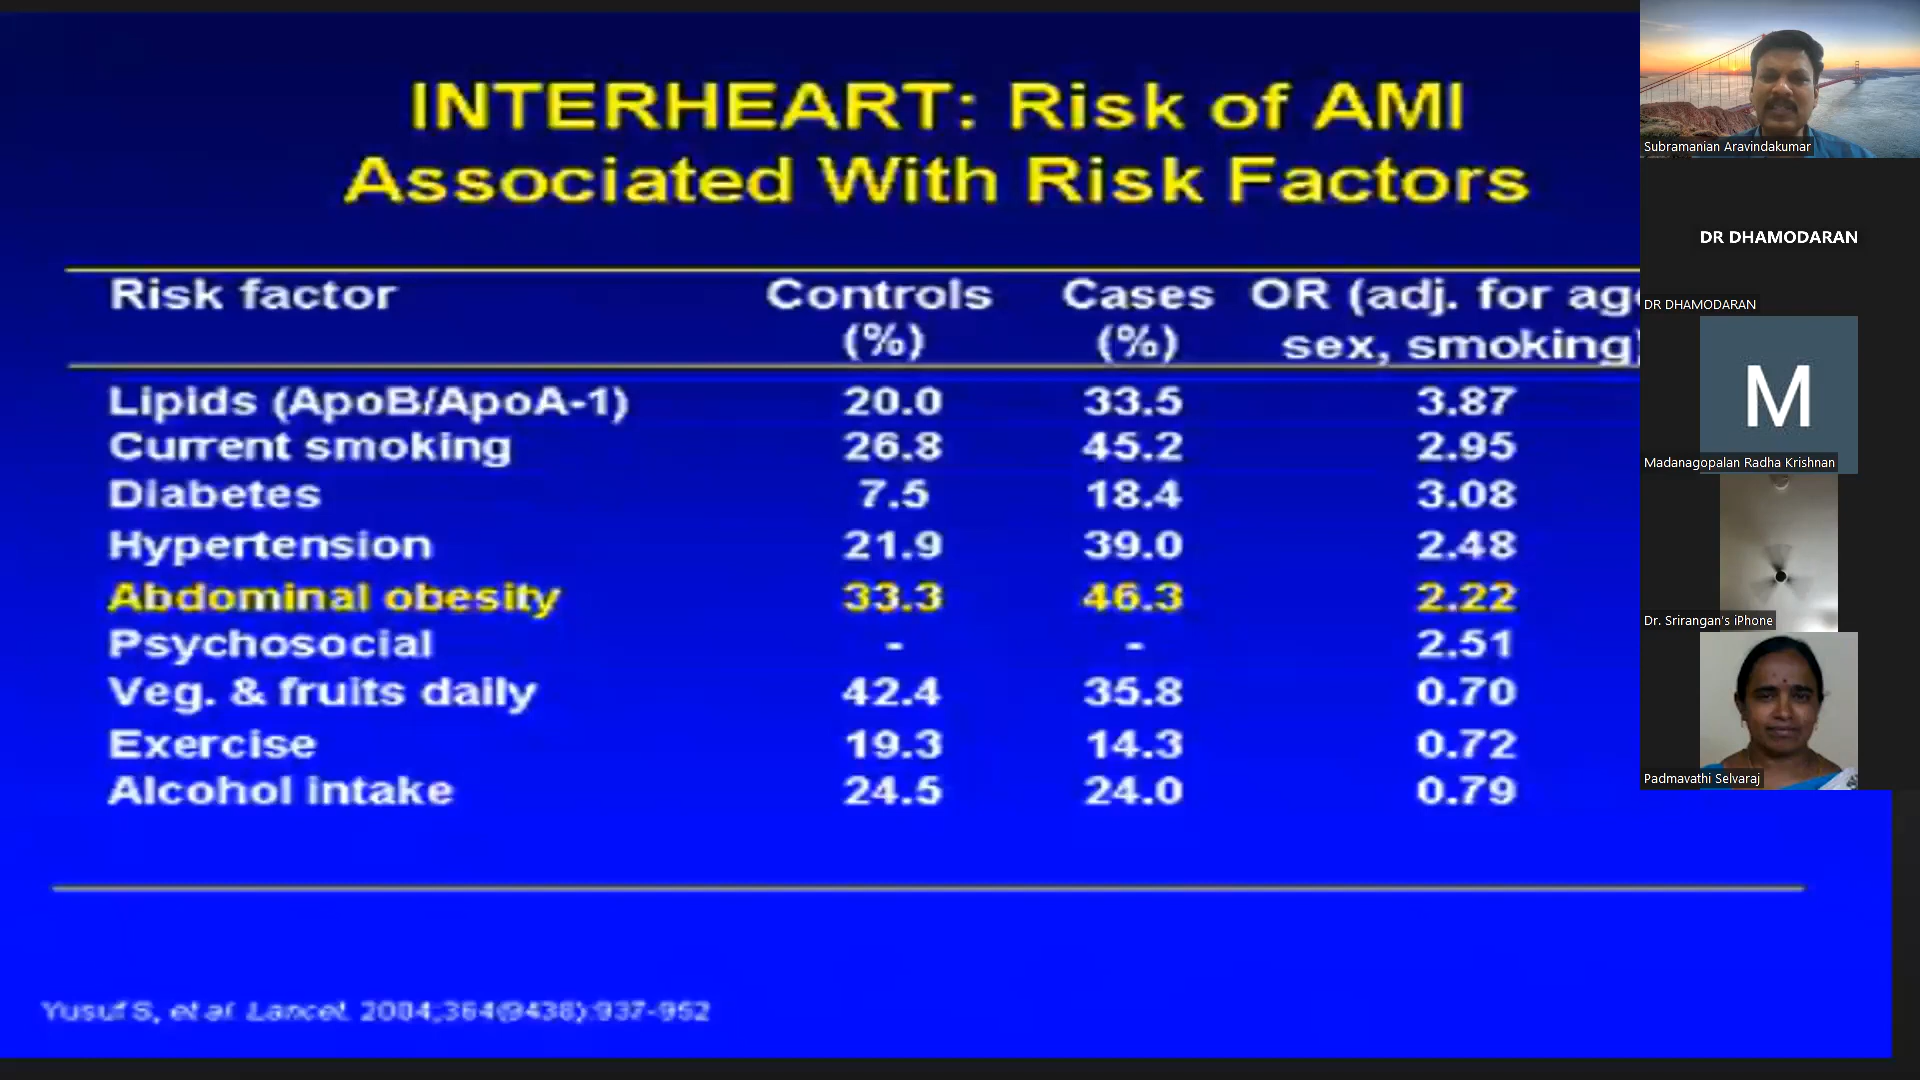 INTERHEART: Risk of AMI
Associated With Risk Factors
Risk factor Controls Cases OR (adj. for ag
(%) (%) sex, smoking)
Lipids (ApoB/ApoA-1) 20.0 33.5 3.87
Current smoking 26.8 45.2 2.95
Diabetes 7.5 18.4 3.08
Hypertension 21.9 39.0 2.48
Abdominal obesity 33.3 46.3 2.22
Psychosocial - - 2.51
Veg. & fruits daily 42.4 35.8 0.70
Exercise 19.3 14.3 0.72
Alcohol intake 24.5 24.0 0.79
Yusuf S, et al. Lancet. 2004;364(9438):937-952
Subramanian Aravindakumar
DR DHAMODARAN
DR DHAMODARAN
M
Madanagopalan Radha Krishnan
Dr. Srirangan's iPhone
Padmavathi Selvaraj